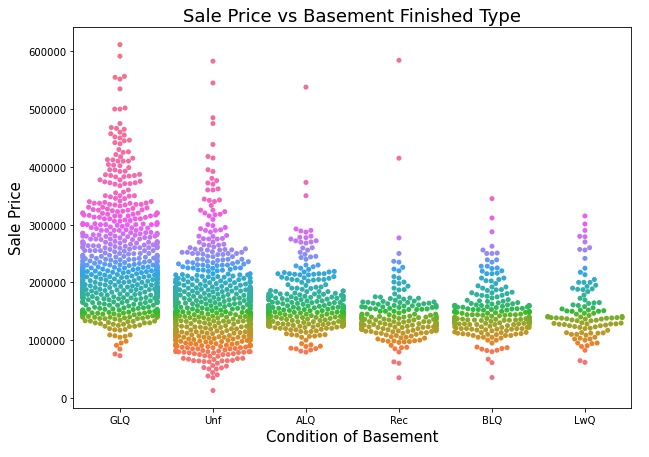 Sale Price vs Basement Finished Type
600000
500000
400000
300000
200000
100000
0
Sale Price
GLQ Unf ALQ Rec BLQ LwQ
Condition of Basement